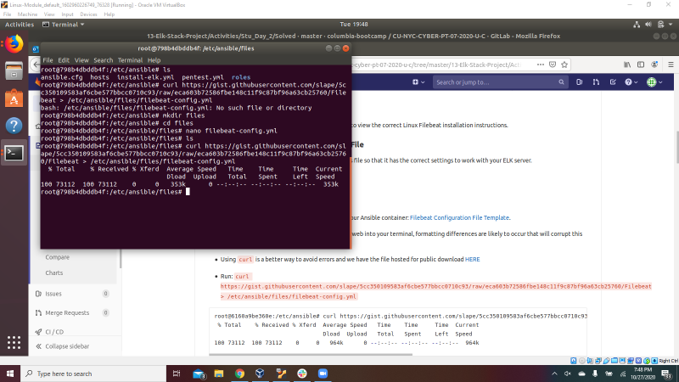 Linux-Module_default_1602960226749_76320 [Running] - Oracle VM VirtualBox
File Machine View Input Devices Help
Activities Terminal Tue 19:48
13-Elk-Stack-Project/Activities/Stu_Day_2/Solved · master · columbia-bootcamp / CU-NYC-CYBER-PT-07-2020-U-C · GitLab - Mozilla Firefox
root@798b4dbddb4f: /etc/ansible/files
File Edit View Search Terminal Help
root@798b4dbddb4f:/etc/ansible# ls
ansible.cfg hosts install-elk.yml pentest.yml roles
root@798b4dbddb4f:/etc/ansible# curl https://gist.githubusercontent.com/slape/5c
c350109583af6cbe577bbcc0710c93/raw/eca603b72586fbe148c11f9c87bf96a63cb25760/File
beat > /etc/ansible/files/filebeat-config.yml
bash: /etc/ansible/files/filebeat-config.yml: No such file or directory
root@798b4dbddb4f:/etc/ansible# mkdir files
root@798b4dbddb4f:/etc/ansible# cd files
root@798b4dbddb4f:/etc/ansible/files# nano filebeat-config.yml
root@798b4dbddb4f:/etc/ansible/files# ls
root@798b4dbddb4f:/etc/ansible/files# curl https://gist.githubusercontent.com/sl
ape/5cc350109583af6cbe577bbcc0710c93/raw/eca603b72586fbe148c11f9c87bf96a63cb2576
0/Filebeat > /etc/ansible/files/filebeat-config.yml
% Total % Received % Xferd Average Speed Time Time Time Current
Dload Upload Total Spent Left Speed
100 73112 100 73112 0 0 353k 0 --:--:-- --:--:-- --:--:-- 353k
root@798b4dbddb4f:/etc/ansible/files#
-cyber-pt-07-2020-u-c/tree/master/13-Elk-Stack-Project/Act
Search or jump to...
to view the correct Linux Filebeat installation instructions.
File
s file so that it has the correct settings to work with your ELK server.
our Ansible container: Filebeat Configuration File Template.
web into your terminal, formatting differences are likely to occur that will corrupt this
Using curl is a better way to avoid errors and we have the file hosted for public download HERE
Run: curl
https://gist.githubusercontent.com/slape/5cc350109583af6cbe577bbcc0710c93/raw/eca603b72586fbe148c11f9c87bf96a63cb25760/Filebeat
> /etc/ansible/files/filebeat-config.yml
root@6160a9be360e:/etc/ansible# curl https://gist.githubusercontent.com/slape/5cc350109583af6cbe577bbcc0710c93
% Total % Received % Xferd Average Speed Time Time Time Current
Dload Upload Total Spent Left Speed
100 73112 100 73112 0 0 964k 0 --:--:-- --:--:-- --:--:-- 964k
Compare
Charts
Issues 0
Merge Requests 0
CI / CD
Collapse sidebar
Right Ctrl
Type here to search
7:48 PM
10/27/2020